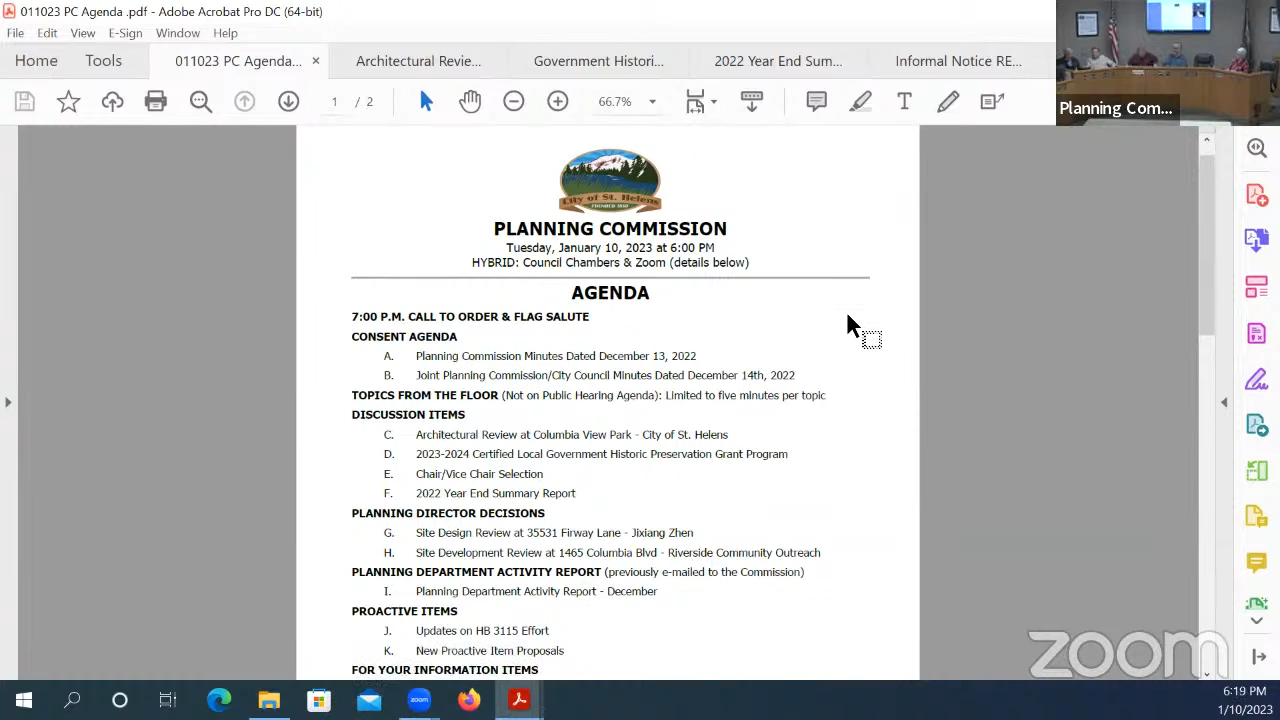 011023 PC Agenda .pdf - Adobe Acrobat Pro DC (64-bit)
File Edit View E-Sign Window Help
Home Tools 011023 PC Agenda... × Architectural Revie... Government Histori... 2022 Year End Sum... Informal Notice RE...
1 / 2 66.7%
Planning Com...
City of St. Helens
FOUNDED 1850
PLANNING COMMISSION
Tuesday, January 10, 2023 at 6:00 PM
HYBRID: Council Chambers & Zoom (details below)
AGENDA
7:00 P.M. CALL TO ORDER & FLAG SALUTE
CONSENT AGENDA
A. Planning Commission Minutes Dated December 13, 2022
B. Joint Planning Commission/City Council Minutes Dated December 14th, 2022
TOPICS FROM THE FLOOR (Not on Public Hearing Agenda): Limited to five minutes per topic
DISCUSSION ITEMS
C. Architectural Review at Columbia View Park - City of St. Helens
D. 2023-2024 Certified Local Government Historic Preservation Grant Program
E. Chair/Vice Chair Selection
F. 2022 Year End Summary Report
PLANNING DIRECTOR DECISIONS
G. Site Design Review at 35531 Firway Lane - Jixiang Zhen
H. Site Development Review at 1465 Columbia Blvd - Riverside Community Outreach
PLANNING DEPARTMENT ACTIVITY REPORT (previously e-mailed to the Commission)
I. Planning Department Activity Report - December
PROACTIVE ITEMS
J. Updates on HB 3115 Effort
K. New Proactive Item Proposals
FOR YOUR INFORMATION ITEMS
zoom
zoom
6:19 PM
1/10/2023